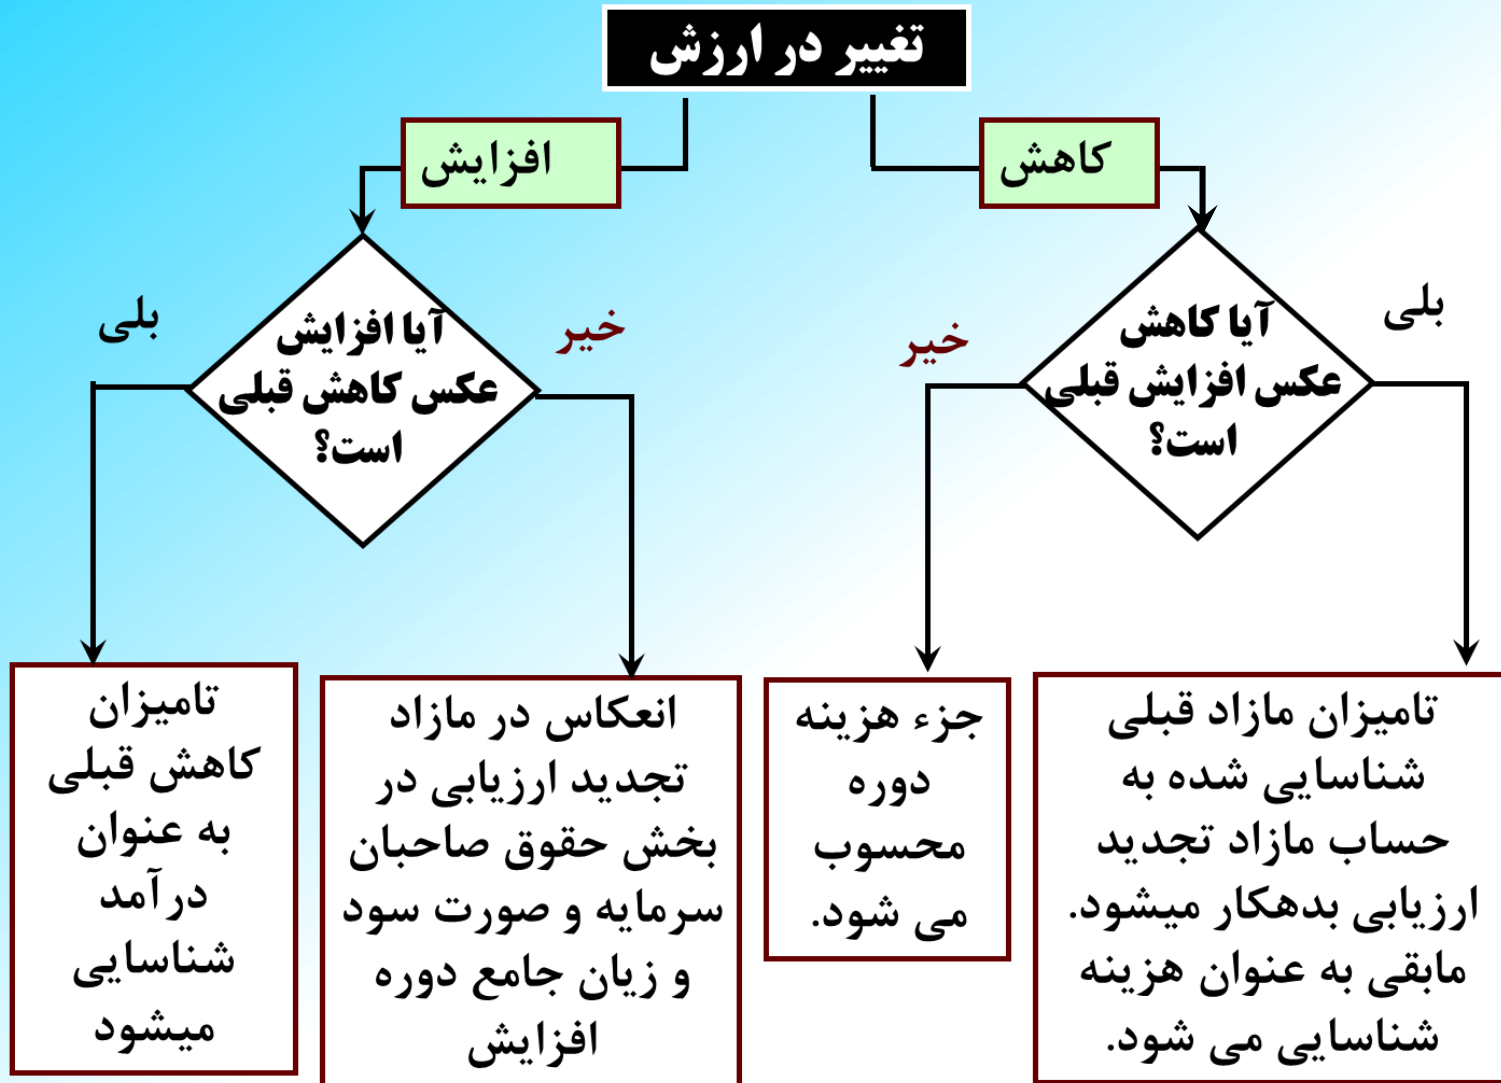 تغییر در ارزش
کاهش
افزایش
بلی
آیا کاهش
عکس افزایش قبلی
است؟
خیر
خیر
آیا افزایش
عکس کاهش قبلی
است؟
بلی
تامیزان مازاد قبلی
شناسایی شده به
حساب مازاد تجدید
ارزیابی بدهکار میشود.
مابقی به عنوان هزینه
شناسایی می شود.
جزء هزینه
دوره
محسوب
می شود.
انعکاس در مازاد
تجدید ارزیابی در
بخش حقوق صاحبان
سرمایه و صورت سود
و زیان جامع دوره
افزایش
تامیزان
کاهش قبلی
به عنوان
درآمد
شناسایی
میشود